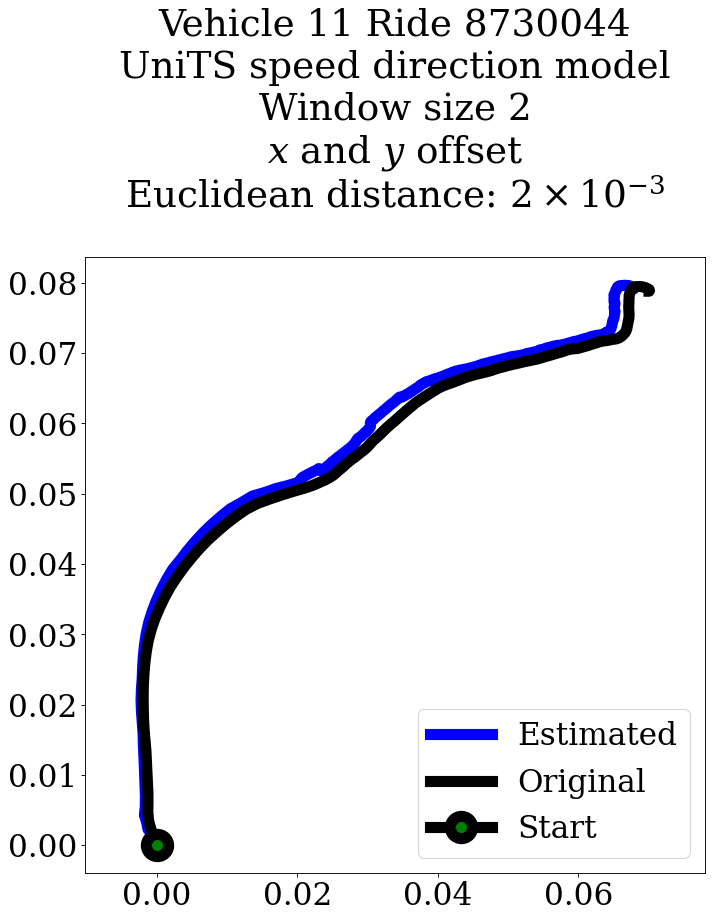 Vehicle 11 Ride 8730044
UniTS speed direction model
Window size 2
x and y offset
Euclidean distance: 2 × 10⁻³
0.08
0.07
0.06
0.05
0.04
0.03
0.02
0.01
0.00
Estimated
Original
Start
0.00 0.02 0.04 0.06